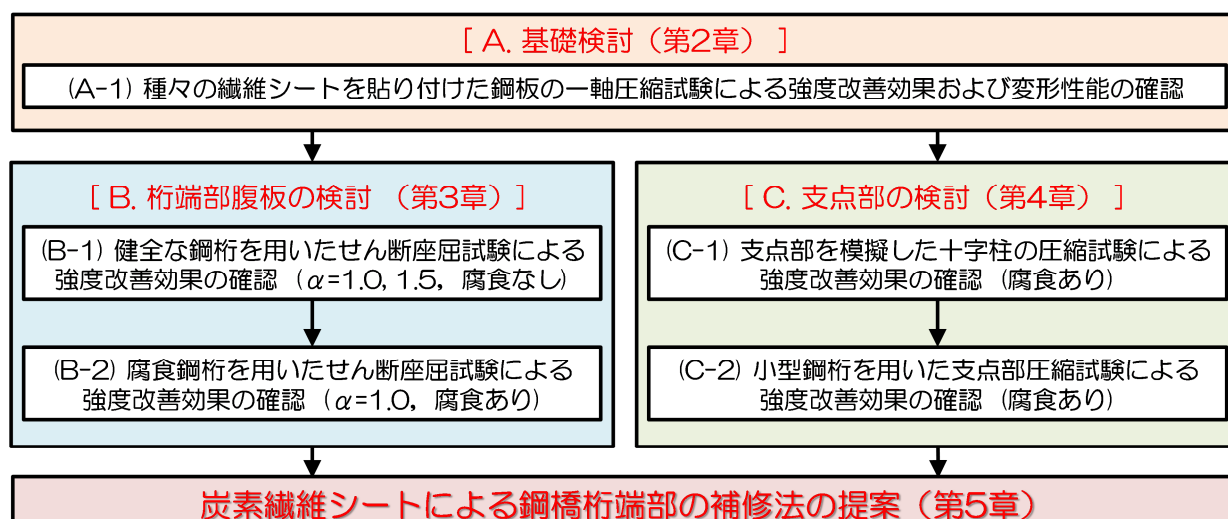 [ A. 基礎検討（第2章） ]
(A-1) 種々の繊維シートを貼り付けた鋼板の一軸圧縮試験による強度改善効果および変形性能の確認
[ B. 桁端部腹板の検討 （第3章）]
(B-1) 健全な鋼桁を用いたせん断座屈試験による
強度改善効果の確認（α=1.0, 1.5，腐食なし）
(B-2) 腐食鋼桁を用いたせん断座屈試験による
強度改善効果の確認（α=1.0，腐食あり）
[ C. 支点部の検討（第4章） ]
(C-1) 支点部を模擬した十字柱の圧縮試験による
強度改善効果の確認（腐食あり）
(C-2) 小型鋼桁を用いた支点部圧縮試験による
強度改善効果の確認（腐食あり）
炭素繊維シートによる鋼橋桁端部の補修法の提案（第5章）